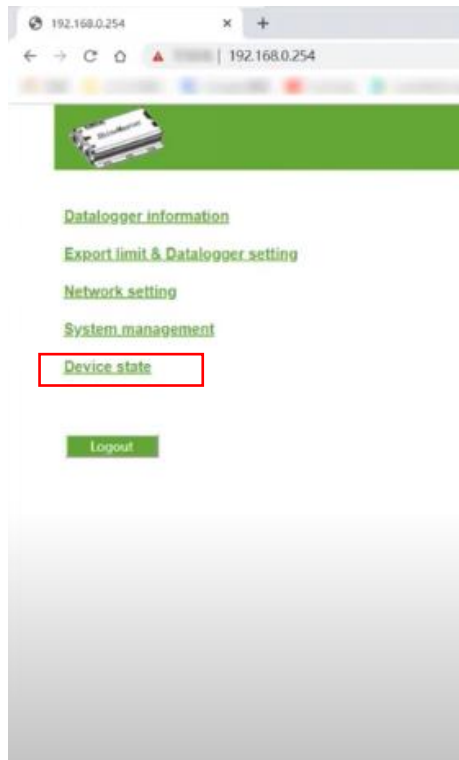 192.168.0.254
192.168.0.254
Datalogger information
Export limit & Datalogger setting
Network setting
System management
Device state
Logout